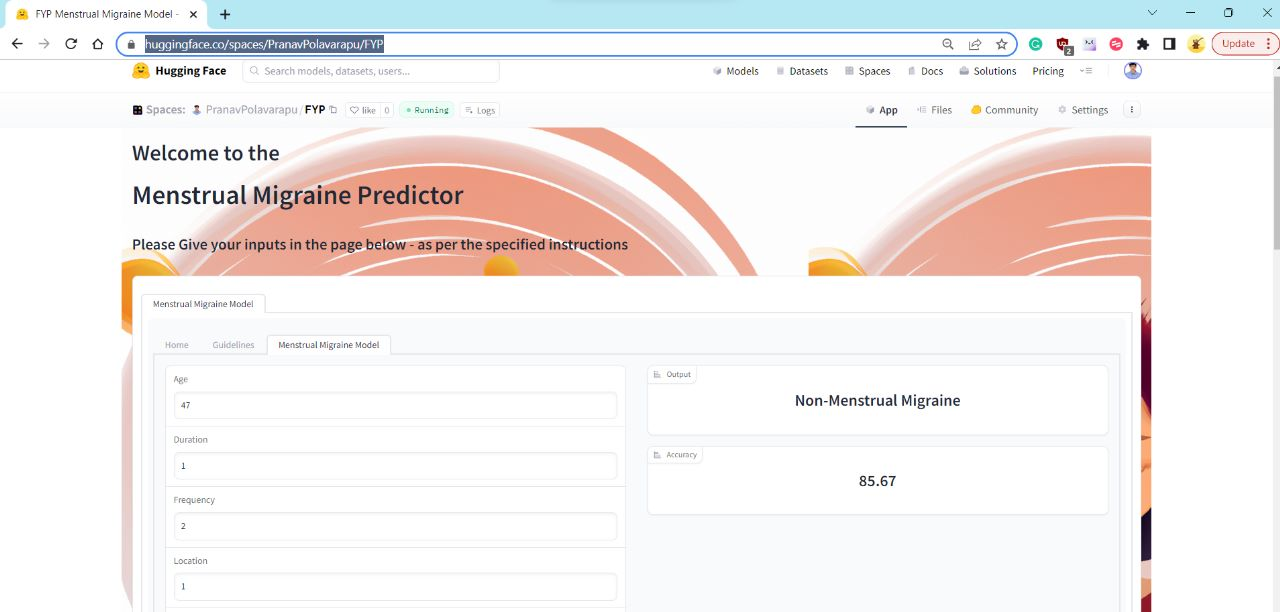 FYP Menstrual Migraine Model -
huggingface.co/spaces/PranavPolavarapu/FYP
2
Update
Hugging Face
Search models, datasets, users...
Models
Datasets
Spaces
Docs
Solutions
Pricing
Spaces:
PranavPolavarapu/FYP
like 0
Running
Logs
App
Files
Community
Settings
Welcome to the
Menstrual Migraine Predictor
Please Give your inputs in the page below - as per the specified instructions
Menstrual Migraine Model
Home
Guidelines
Menstrual Migraine Model
Age
47
Duration
1
Frequency
2
Location
1
Output
Non-Menstrual Migraine
Accuracy
85.67